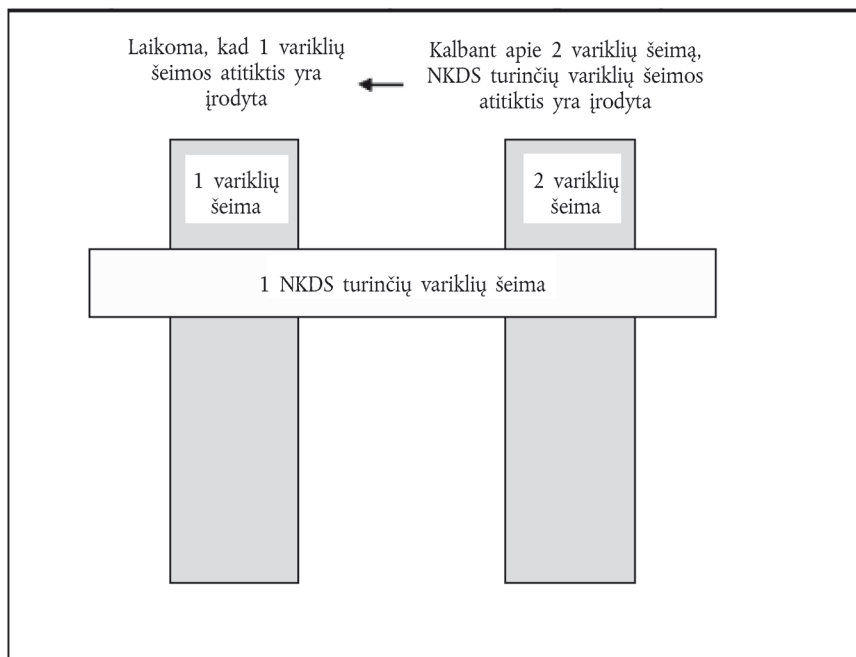 Laikoma, kad 1 variklių
šeimos atitiktis yra
įrodyta
Kalbant apie 2 variklių šeimą,
NKDS turinčių variklių šeimos
atitiktis yra įrodyta
1 variklių
šeima
2 variklių
šeima
1 NKDS turinčių variklių šeima